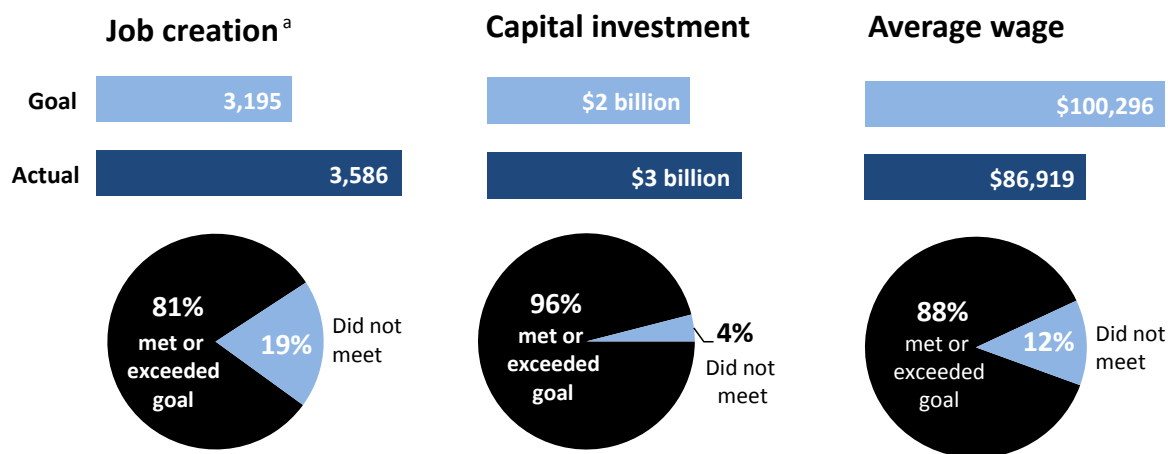 Job creation a
Capital investment
Average wage
Goal
3,195
$2 billion
$100,296
Actual
3,586
$3 billion
$86,919
81%
met or
exceeded
goal
19%
Did not
meet
96%
met or
exceeded
goal
4%
Did not
meet
88%
met or
exceeded
goal
12%
Did not
meet